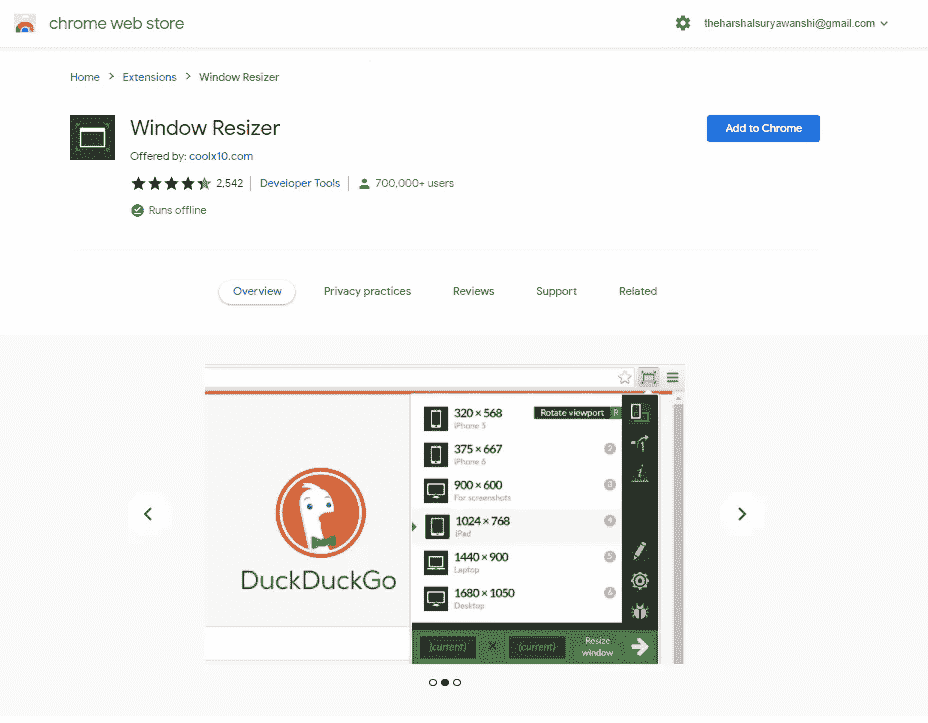 chrome web store
theharshalsuryawanshi@gmail.com
Home > Extensions > Window Resizer
Window Resizer
Add to Chrome
Offered by: coolx10.com
2,542 Developer Tools 700,000+ users
Runs offline
Overview Privacy practices Reviews Support Related
320 × 568 Rotate viewport R
iPhone 5
375 × 667 2
iPhone 6
900 × 600 3
For screenshots
1024 × 768 4
iPad
1440 × 900 5
Laptop
1680 × 1050 6
Desktop
DuckDuckGo
(current) × (current) Resize window